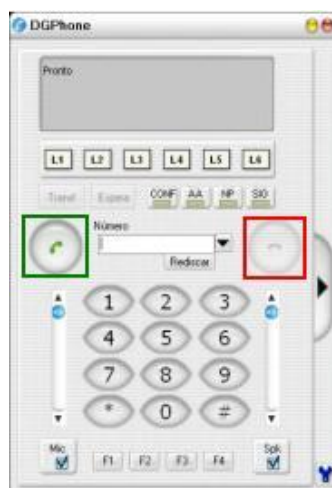 DGPhone
Pronto
L1 L2 L3 L4 L5 L6
Transf Espera CONF AA NP SIG
Número
Rediscar
1 2 3
4 5 6
7 8 9
* 0 #
Mic F1 F2 F3 F4 Spk